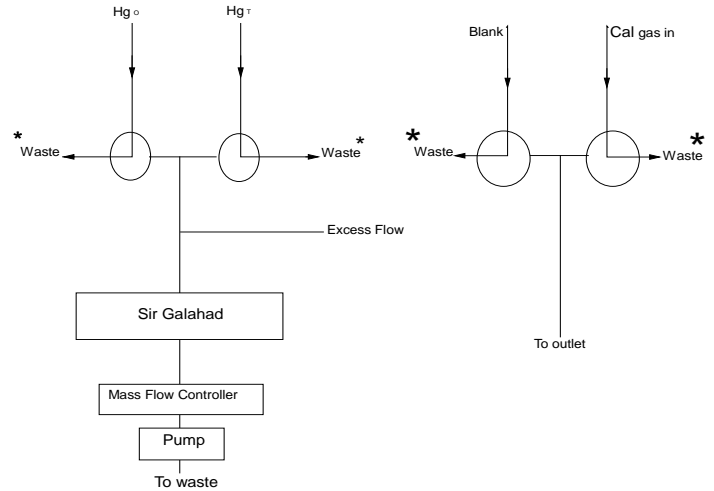 Hg O
Hg T
Blank
Cal gas in
* Waste
Waste *
* Waste
Waste *
Excess Flow
Sir Galahad
To outlet
Mass Flow Controller
Pump
To waste